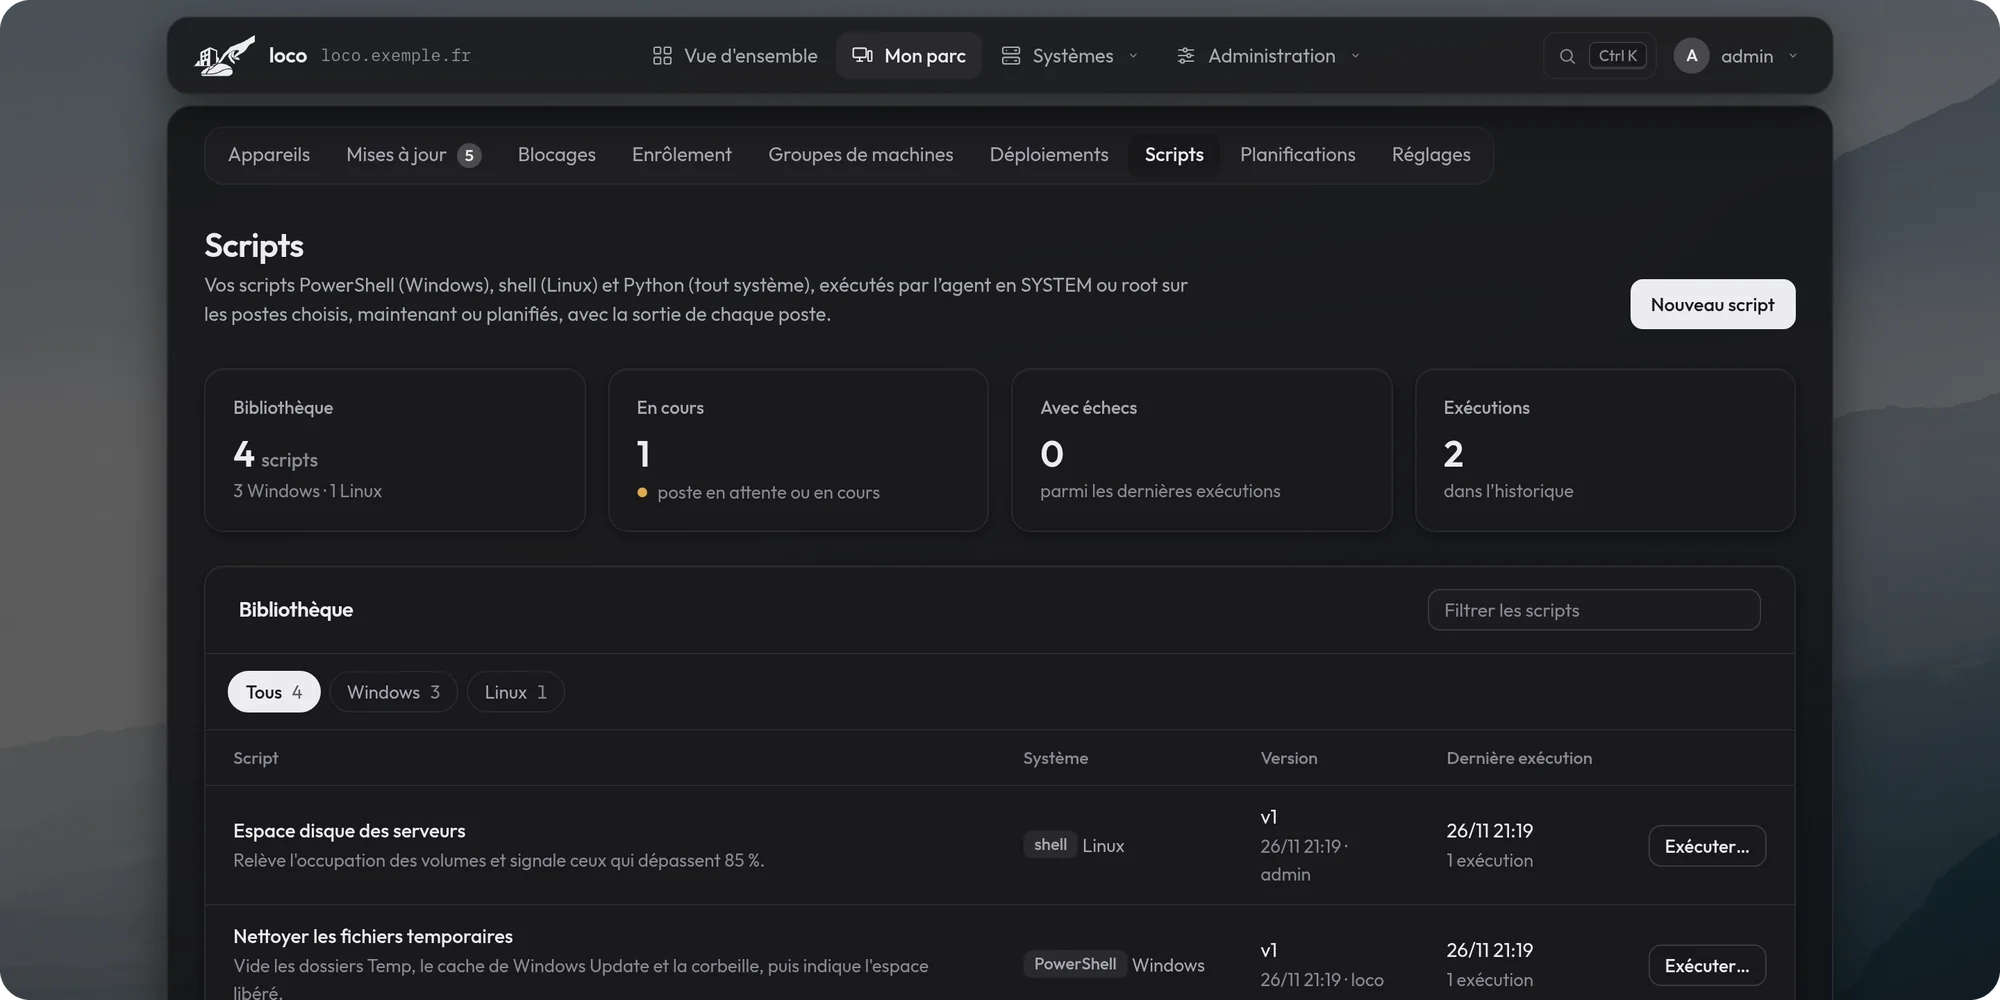 loco loco.exemple.fr Vue d'ensemble Mon parc Systèmes Administration Ctrl K A admin
Appareils Mises à jour 5 Blocages Enrôlement Groupes de machines Déploiements Scripts Planifications Réglages
Scripts
Vos scripts PowerShell (Windows), shell (Linux) et Python (tout système), exécutés par l’agent en SYSTEM ou root sur
les postes choisis, maintenant ou planifiés, avec la sortie de chaque poste.
Nouveau script
Bibliothèque
4 scripts
3 Windows · 1 Linux
En cours
1
poste en attente ou en cours
Avec échecs
0
parmi les dernières exécutions
Exécutions
2
dans l’historique
Bibliothèque
Filtrer les scripts
Tous 4 Windows 3 Linux 1
Script Système Version Dernière exécution
Espace disque des serveurs
Relève l'occupation des volumes et signale ceux qui dépassent 85 %.
shell Linux
v1
26/11 21:19 ·
admin
26/11 21:19
1 exécution
Exécuter...
Nettoyer les fichiers temporaires
Vide les dossiers Temp, le cache de Windows Update et la corbeille, puis indique l'espace
libéré.
PowerShell Windows
v1
26/11 21:19 · loco
26/11 21:19
1 exécution
Exécuter...